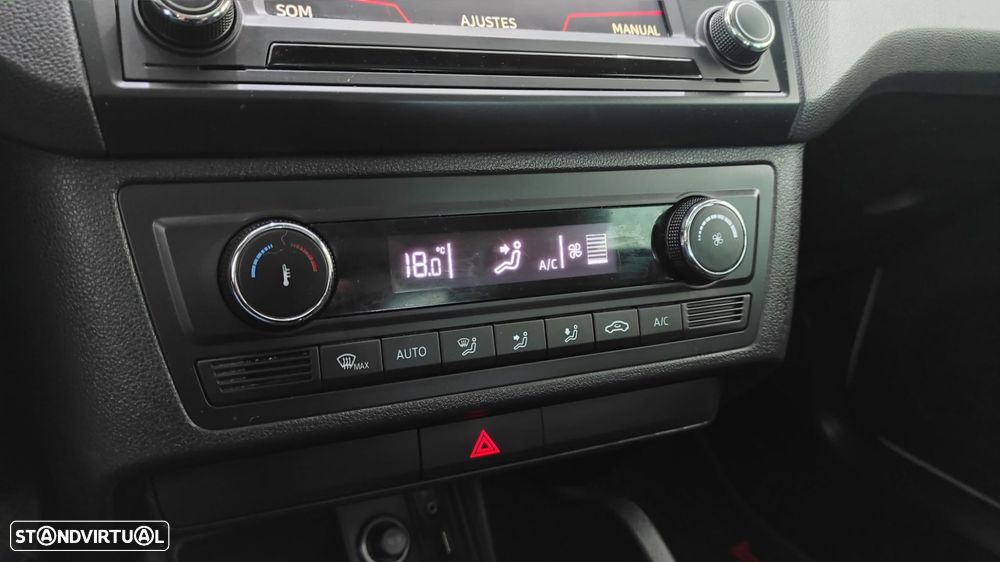 SOM
AJUSTES
MANUAL
18.0°C
A/C
MAX
AUTO
A/C
STANDVIRTUAL